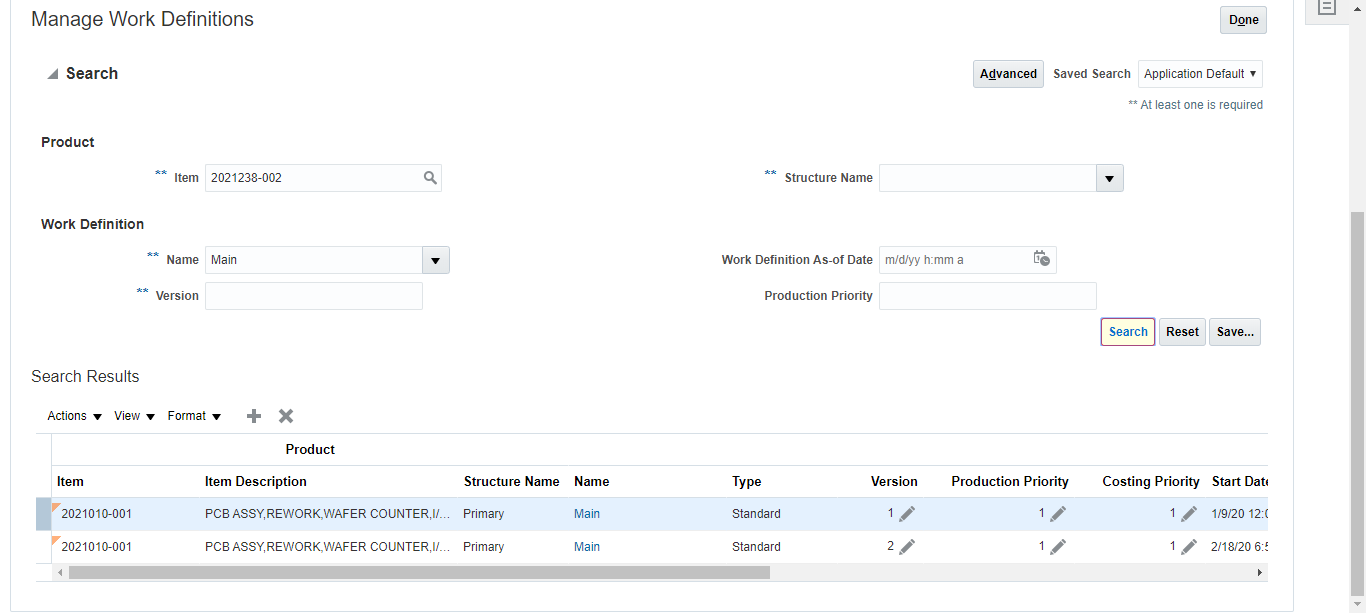 Manage Work Definitions
Done
Search
Advanced Saved Search Application Default
** At least one is required
Product
** Item 2021238-002 ** Structure Name
Work Definition
** Name Main Work Definition As-of Date m/d/yy h:mm a
** Version Production Priority
Search Reset Save...
Search Results
Actions View Format
Product
Item Item Description Structure Name Name Type Version Production Priority Costing Priority Start Date
2021010-001 PCB ASSY,REWORK,WAFER COUNTER,I/... Primary Main Standard 1 1 1 1/9/20 12:0
2021010-001 PCB ASSY,REWORK,WAFER COUNTER,I/... Primary Main Standard 2 1 1 2/18/20 6:5